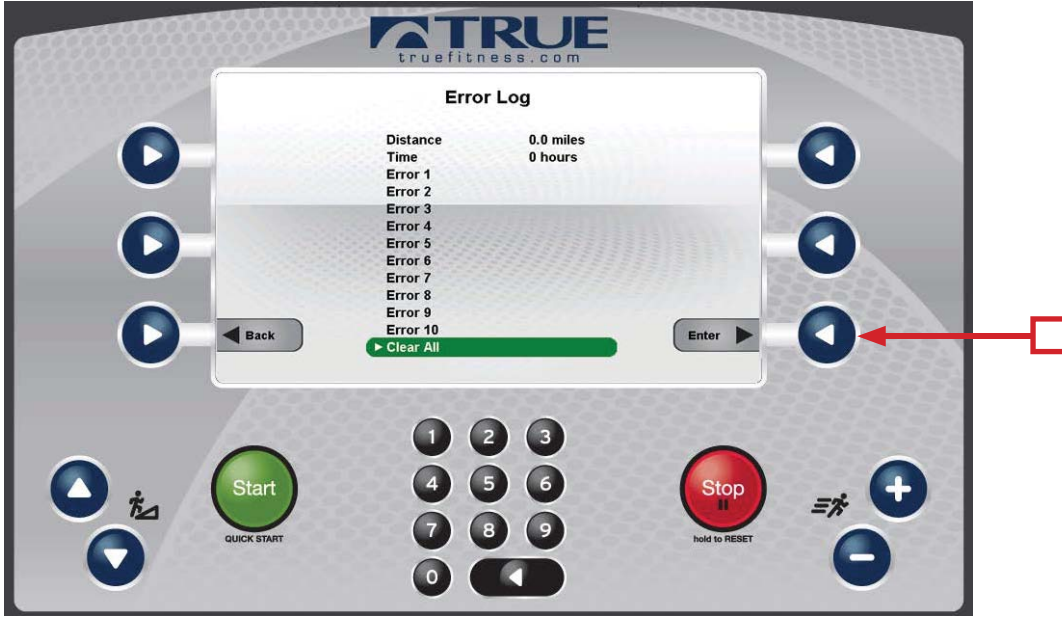 TRUE
truefitness.com
Error Log
Distance 0.0 miles
Time 0 hours
Error 1
Error 2
Error 3
Error 4
Error 5
Error 6
Error 7
Error 8
Error 9
Error 10
Back
Enter
Clear All
1 2 3
4 5 6
7 8 9
0
Start
QUICK START
Stop
hold to RESET